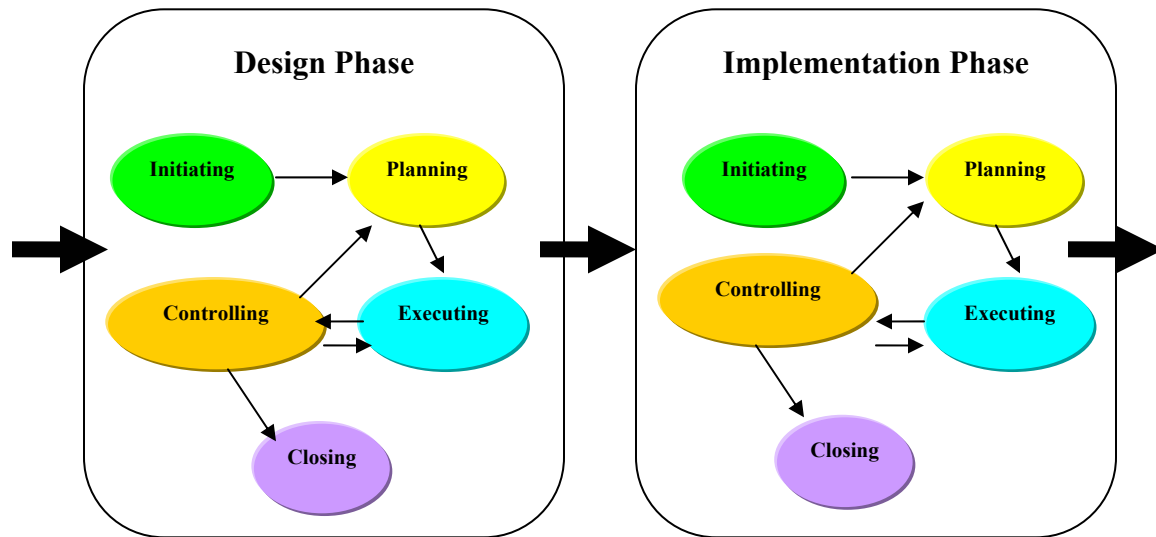 Design Phase
Initiating
Planning
Controlling
Executing
Closing
Implementation Phase
Initiating
Planning
Controlling
Executing
Closing